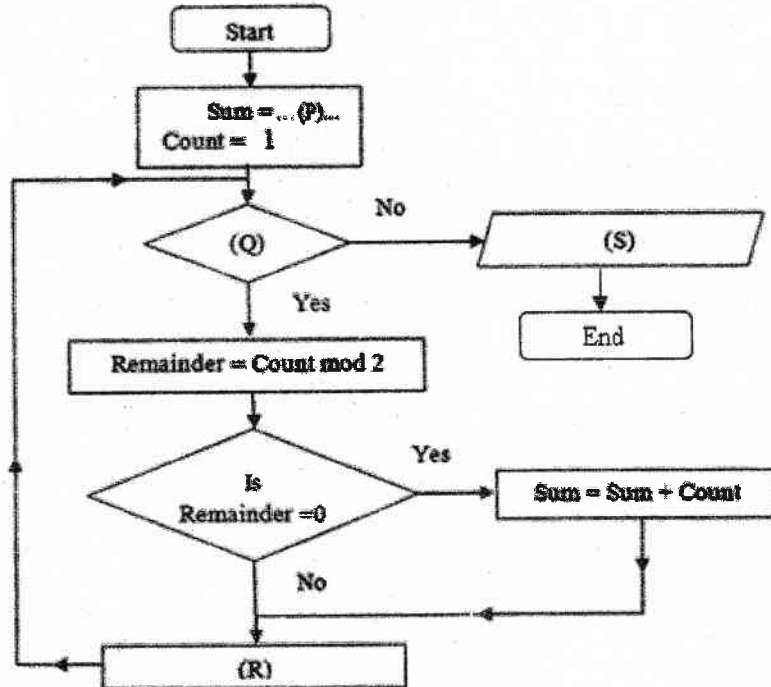 Start
Sum = ... (P)...
Count = 1
(Q)
No
(S)
Yes
End
Remainder = Count mod 2
Is
Remainder =0
Yes
Sum = Sum + Count
No
(R)